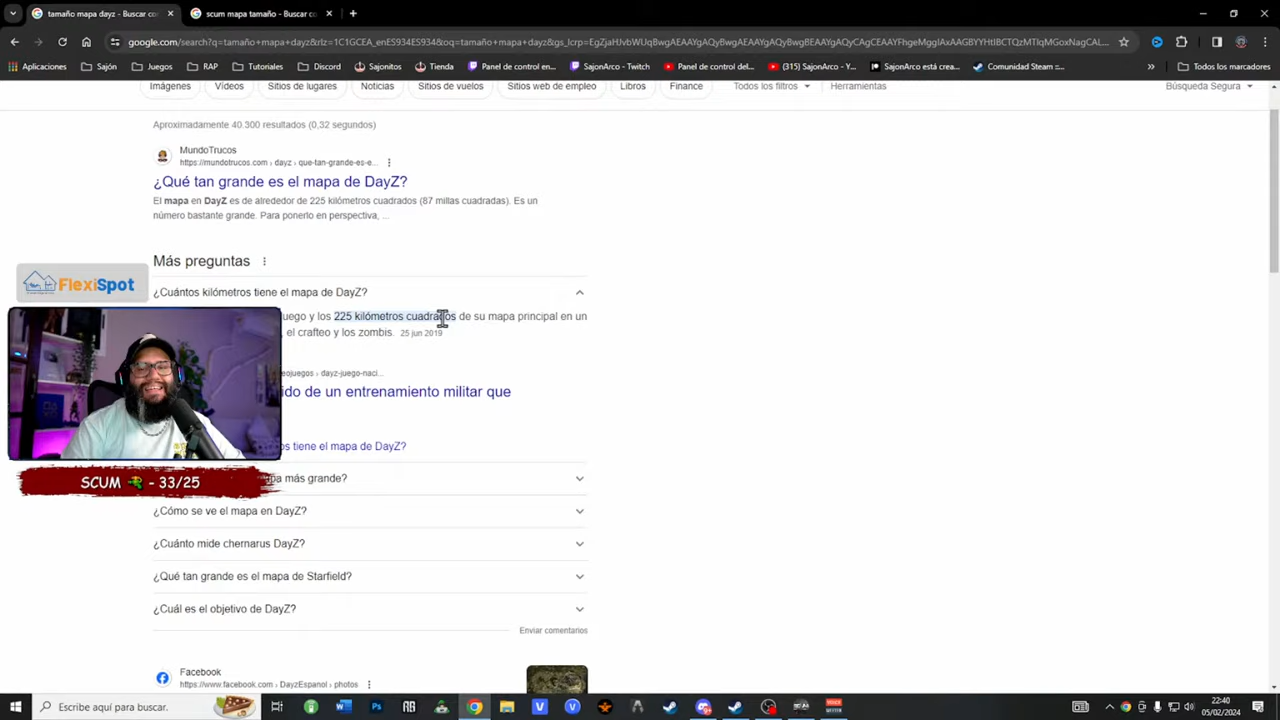 tamaño mapa dayz - Buscar co
scum mapa tamaño - Buscar co
google.com/search?q=tamaño+mapa+dayz&rlz=1C1GCEA_enES934ES934&oq=tamaño+mapa+dayz&gs_lcrp=
Aplicaciones
Sajón
Juegos
RAP
Tutoriales
Discord
Sajonitos
Tienda
Panel de control en...
SajonArco - Twitch
Panel de control del...
(315) SajonArco - Yo...
SajonArco está crea...
Comunidad Steam ::...
Todos los marcadores
Imágenes
Vídeos
Sitios de lugares
Noticias
Sitios de vuelos
Sitios web de empleo
Libros
Finance
Todos los filtros
Herramientas
Búsqueda Segura
Aproximadamente 40.300 resultados (0,32 segundos)
MundoTrucos
https://mundotrucos.com › dayz › que-tan-grande-es-e...
¿Qué tan grande es el mapa de DayZ?
El mapa en DayZ es de alrededor de 225 kilómetros cuadrados (87 millas cuadradas). Es un
número bastante grande. Para ponerlo en perspectiva, ...
Más preguntas
FlexiSpot
¿Cuántos kilómetros tiene el mapa de DayZ?
uego y los 225 kilómetros cuadrados de su mapa principal en un
, el crafteo y los zombis. 25 jun 2019
eojuegos › dayz-juego-naci...
ido de un entrenamiento militar que
os tiene el mapa de DayZ?
pa más grande?
SCUM - 33/25
¿Cómo se ve el mapa en DayZ?
¿Cuánto mide chernarus DayZ?
¿Qué tan grande es el mapa de Starfield?
¿Cuál es el objetivo de DayZ?
Enviar comentarios
Facebook
https://www.facebook.com › DayzEspanol › photos
Escribe aquí para buscar.
22:40
05/02/2024